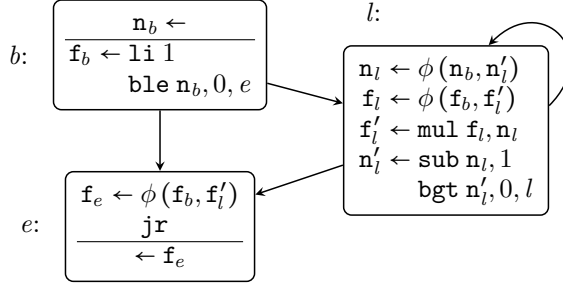 b:
n_b ←
f_b ← li 1
ble n_b, 0, e
l:
n_l ← ϕ (n_b, n′_l)
f_l ← ϕ (f_b, f′_l)
f′_l ← mul f_l, n_l
n′_l ← sub n_l, 1
bgt n′_l, 0, l
e:
f_e ← ϕ (f_b, f′_l)
jr
← f_e